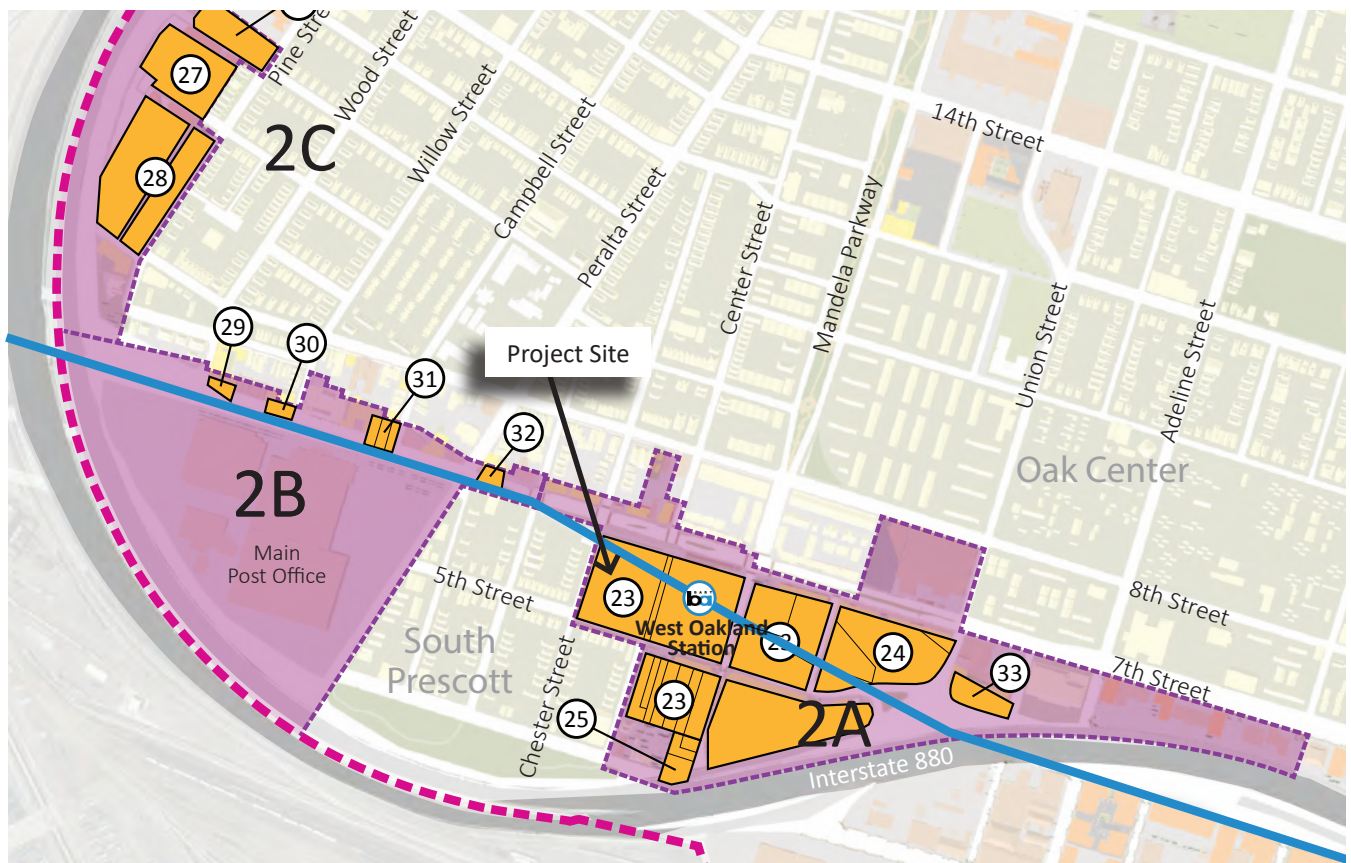 Pine
Wood Street
Willow Street
Campbell Street
Peralta Street
Center Street
Mandela Parkway
14th Street
Union Street
Adeline Street
27
2C
28
29
30
31
32
Project Site
2B
Main
Post Office
Oak Center
5th Street
South
Prescott
Chester Street
23
ba
West Oakland
Station
24
33
8th Street
7th Street
23
25
2A
Interstate 880